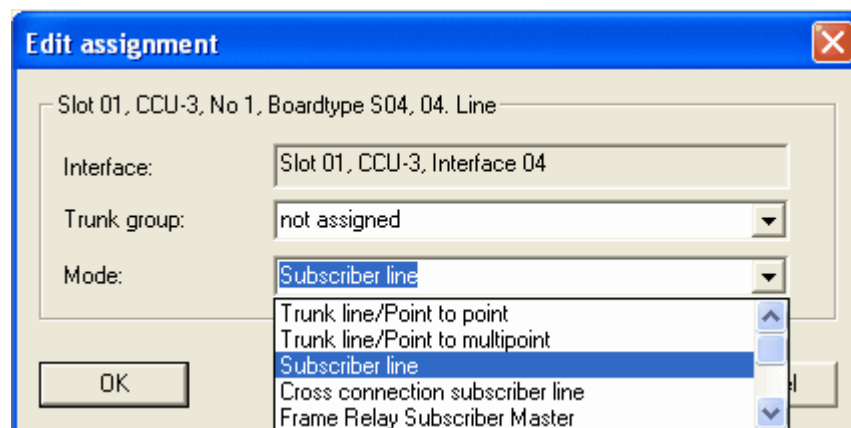 Edit assignment
Slot 01, CCU-3, No 1, Boardtype S04, 04. Line
Interface: Slot 01, CCU-3, Interface 04
Trunk group: not assigned
Mode: Subscriber line
Trunk line/Point to point
Trunk line/Point to multipoint
Subscriber line
Cross connection subscriber line
Frame Relay Subscriber Master
OK